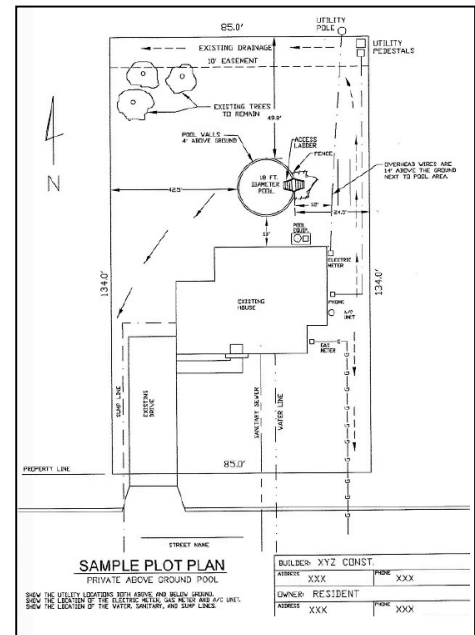 85.0'
UTILITY
POLE
EXISTING DRAINAGE
UTILITY
PEDESTALS
10' EASEMENT
EXISTING TREES
TO REMAIN
49.0'
POOL WALLS
4' ABOVE GROUND
ACCESS
LADDER
FENCE
18 FT.
DIAMETER
POOL
OVERHEAD WIRES ARE
14' ABOVE THE GROUND
NEXT TO POOL AREA
N
42.5'
12'
24.5'
POOL
EQUIP.
ELECTRIC
METER
134.0'
134.0'
EXISTING
HOUSE
PHONE
A/C
UNIT
GAS
METER
SUMP LINE
EXISTING
DRIVE
SANITARY SEWER
WATER LINE
G
G
G
G
G
G
PROPERTY LINE
85.0'
STREET NAME
SAMPLE PLOT PLAN
PRIVATE ABOVE GROUND POOL
SHOW THE UTILITY LOCATIONS BOTH ABOVE AND BELOW GROUND.
SHOW THE LOCATION OF THE ELECTRIC METER, GAS METER AND A/C UNIT.
SHOW THE LOCATION OF THE WATER, SANITARY, AND SUMP LINES.
BUILDER: XYZ CONST.
ADDRESS XXX PHONE XXX
OWNER: RESIDENT
ADDRESS XXX PHONE XXX